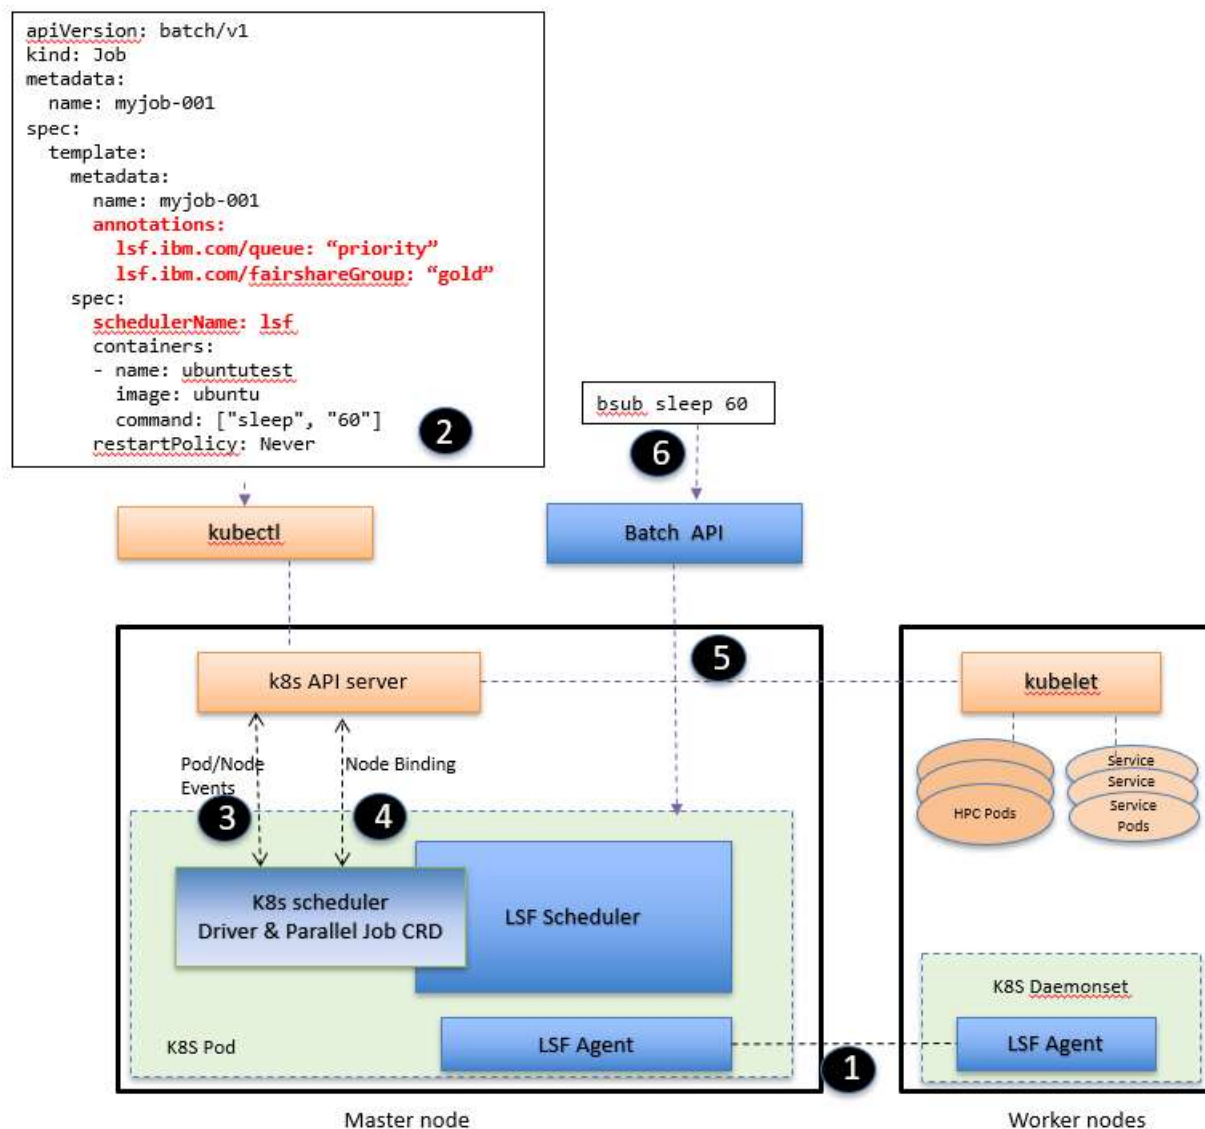 apiVersion: batch/v1
kind: Job
metadata:
  name: myjob-001
spec:
  template:
    metadata:
      name: myjob-001
      annotations:
        lsf.ibm.com/queue: “priority”
        lsf.ibm.com/fairshareGroup: “gold”
    spec:
      schedulerName: lsf
      containers:
      - name: ubuntutest
        image: ubuntu
        command: ["sleep", "60"]
      restartPolicy: Never
2
bsub sleep 60
6
kubectl
Batch API
5
k8s API server
kubelet
Pod/Node
Events
Node Binding
3
4
Service
Service
Service
Pods
HPC Pods
K8s scheduler
Driver & Parallel Job CRD
LSF Scheduler
K8S Daemonset
K8S Pod
LSF Agent
LSF Agent
1
Master node
Worker nodes